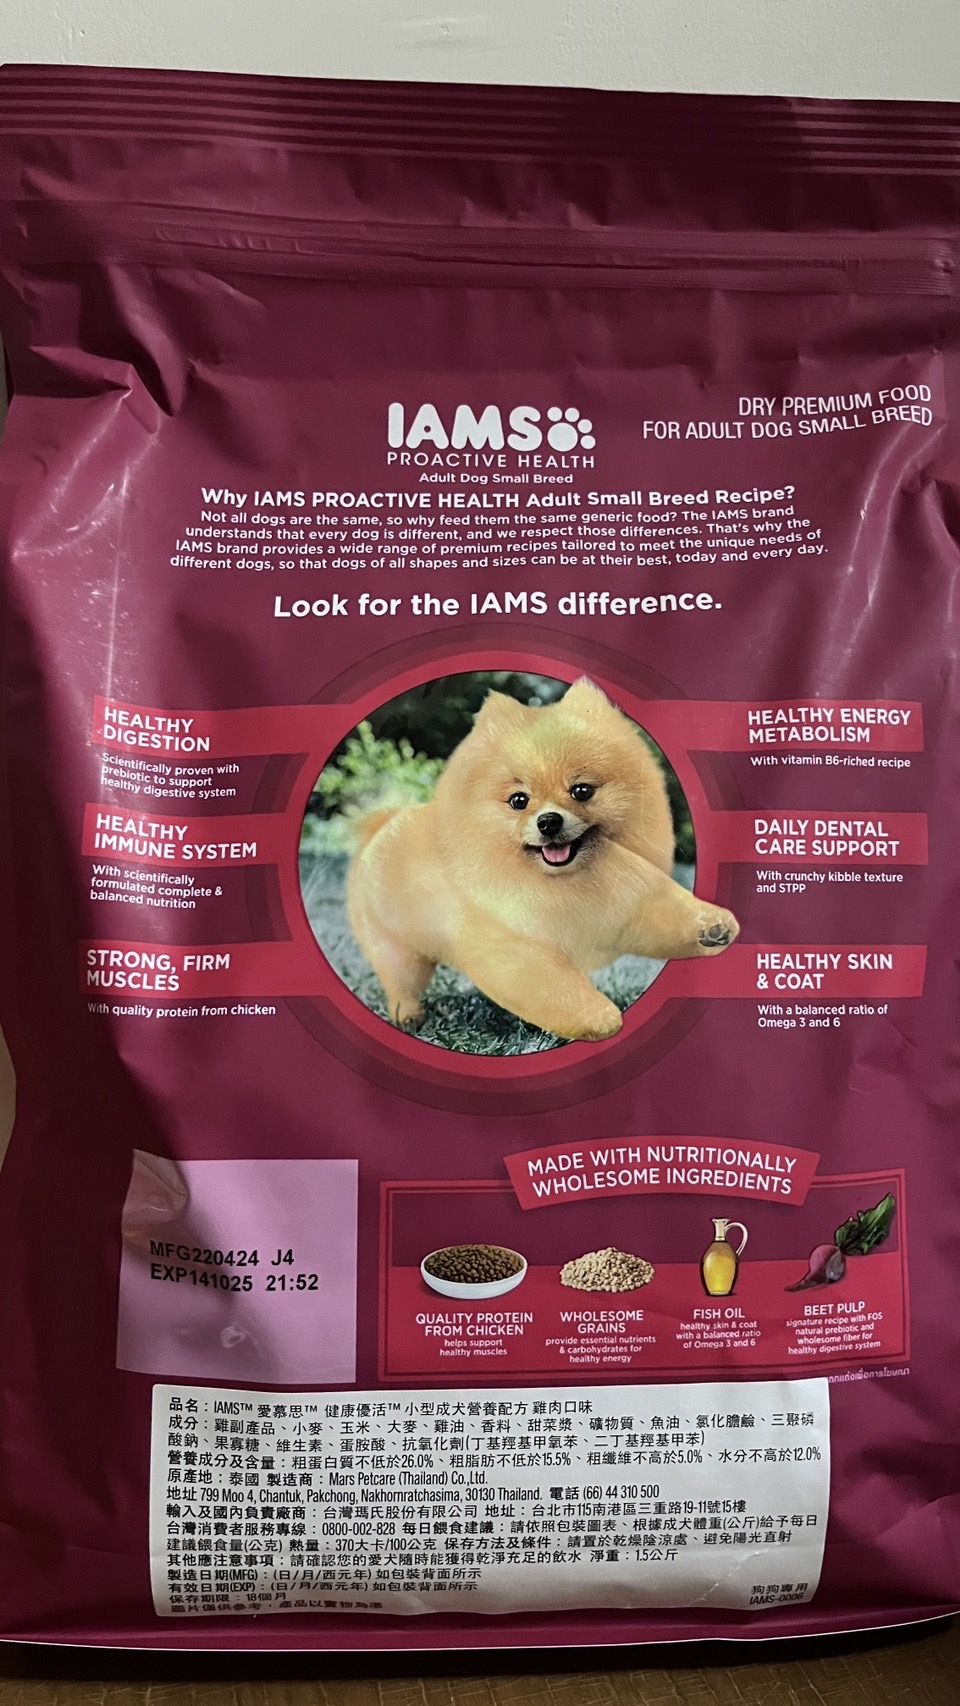 IAMS
PROACTIVE HEALTH
Adult Dog Small Breed
DRY PREMIUM FOOD
FOR ADULT DOG SMALL BREED
Why IAMS PROACTIVE HEALTH Adult Small Breed Recipe?
Not all dogs are the same, so why feed them the same generic food? The IAMS brand
understands that every dog is different, and we respect those differences. That's why the
IAMS brand provides a wide range of premium recipes tailored to meet the unique needs of
different dogs, so that dogs of all shapes and sizes can be at their best, today and every day.
Look for the IAMS difference.
HEALTHY
DIGESTION
Scientifically proven with
prebiotic to support
healthy digestive system
HEALTHY
IMMUNE SYSTEM
With scientifically
formulated complete &
balanced nutrition
STRONG, FIRM
MUSCLES
With quality protein from chicken
HEALTHY ENERGY
METABOLISM
With vitamin B6-riched recipe
DAILY DENTAL
CARE SUPPORT
With crunchy kibble texture
and STPP
HEALTHY SKIN
& COAT
With a balanced ratio of
Omega 3 and 6
MFG220424 J4
EXP141025 21:52
MADE WITH NUTRITIONALLY
WHOLESOME INGREDIENTS
QUALITY PROTEIN
FROM CHICKEN
helps support
healthy muscles
WHOLESOME
GRAINS
provide essential nutrients
& carbohydrates for
healthy energy
FISH OIL
healthy skin & coat
with a balanced ratio
of Omega 3 and 6
BEET PULP
signature recipe with FOS
natural prebiotic and
wholesome fiber for
healthy digestive system
品名：IAMS™ 愛慕思™ 健康優活™ 小型成犬營養配方 雞肉口味
成分：雞副產品、小麥、玉米、大麥、雞油、香料、甜菜漿、礦物質、魚油、氯化膽鹼、三聚磷
酸鈉、果寡糖、維生素、蛋胺酸、抗氧化劑(丁基羥基甲氧苯、二丁基羥基甲苯)
營養成分及含量：粗蛋白質不低於26.0%、粗脂肪不低於15.5%、粗纖維不高於5.0%、水分不高於12.0%
原產地：泰國 製造商：Mars Petcare (Thailand) Co.,Ltd.
地址 799 Moo 4, Chantuk, Pakchong, Nakhornratchasima, 30130 Thailand. 電話 (66) 44 310 500
輸入及國內負責廠商：台灣瑪氏股份有限公司 地址：台北市115南港區三重路19-11號15樓
台灣消費者服務專線：0800-002-828 每日餵食建議：請依照包裝圖表、根據成犬體重(公斤)給予每日
建議餵食量(公克) 熱量：370大卡/100公克 保存方法及條件：請置於乾燥陰涼處、避免陽光直射
其他應注意事項：請確認您的愛犬隨時能獲得乾淨充足的飲水 淨重：1.5公斤
製造日期(MFG)：(日/月/西元年) 如包裝背面所示
有效日期(EXP)：(日/月/西元年) 如包裝背面所示
保存期限：18個月
圖片僅供參考，產品以實物為準
狗狗專用
IAMS-0006